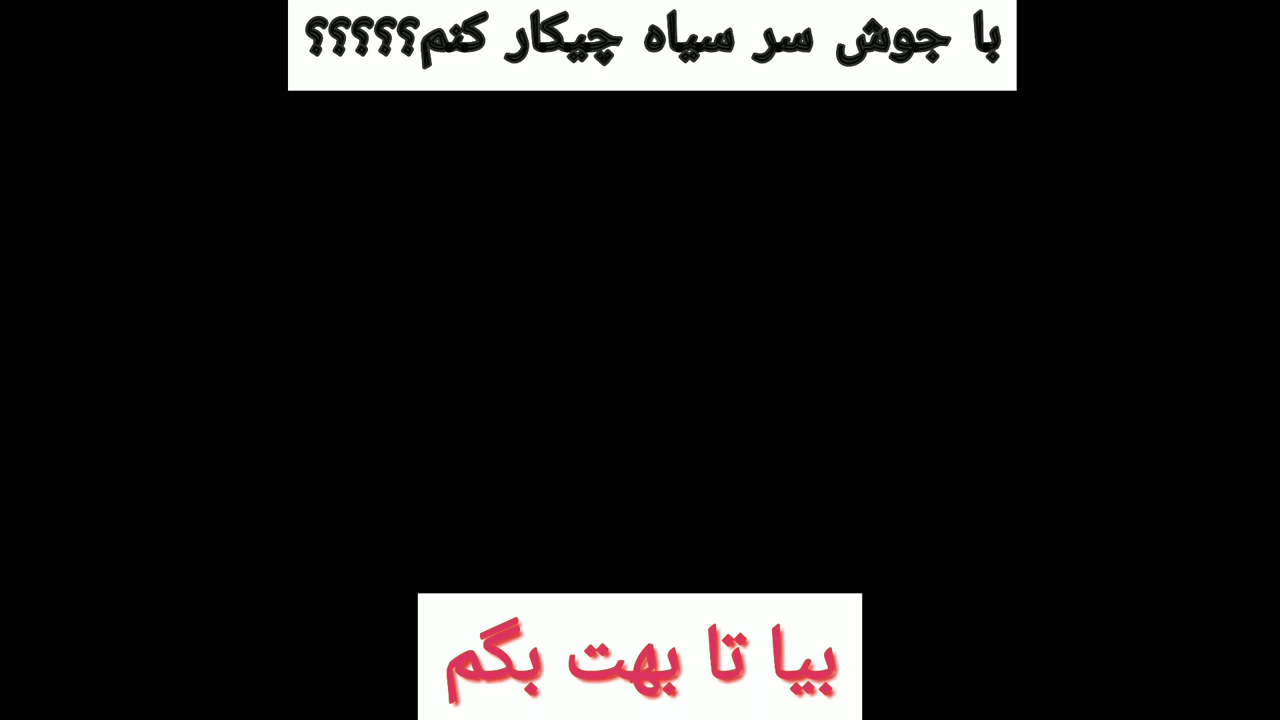 با جوش سر سیاه چیکار کنم؟؟؟؟؟
بیا تا بهت بگم